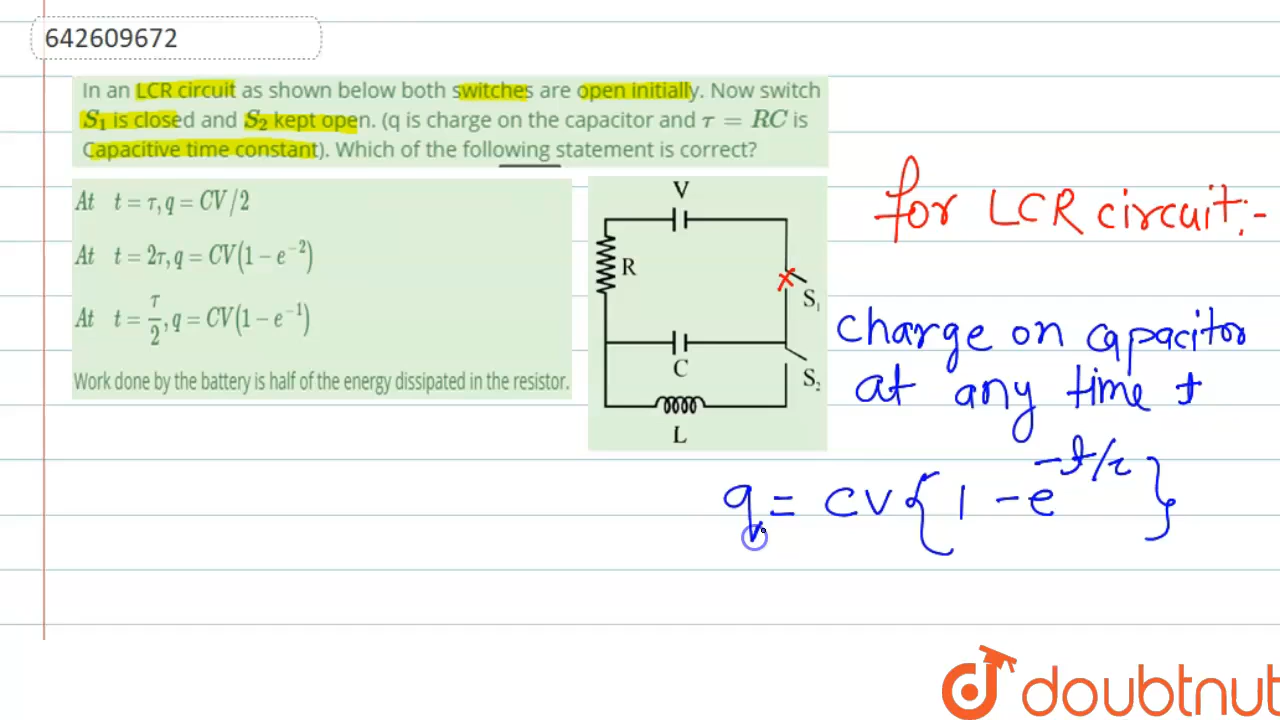 642609672
In an LCR circuit as shown below both switches are open initially. Now switch
S₁ is closed and S₂ kept open. (q is charge on the capacitor and τ = RC is
Capacitive time constant). Which of the following statement is correct?
At t = τ, q = CV/2
At t = 2τ, q = CV(1 − e⁻²)
At t = τ/2, q = CV(1 − e⁻¹)
Work done by the battery is half of the energy dissipated in the resistor.
V
R
S₁
C
S₂
L
for LCR circuit:-
charge on capacitor
at any time t
q = CV{1 − e^(−t/τ)}
doubtnut